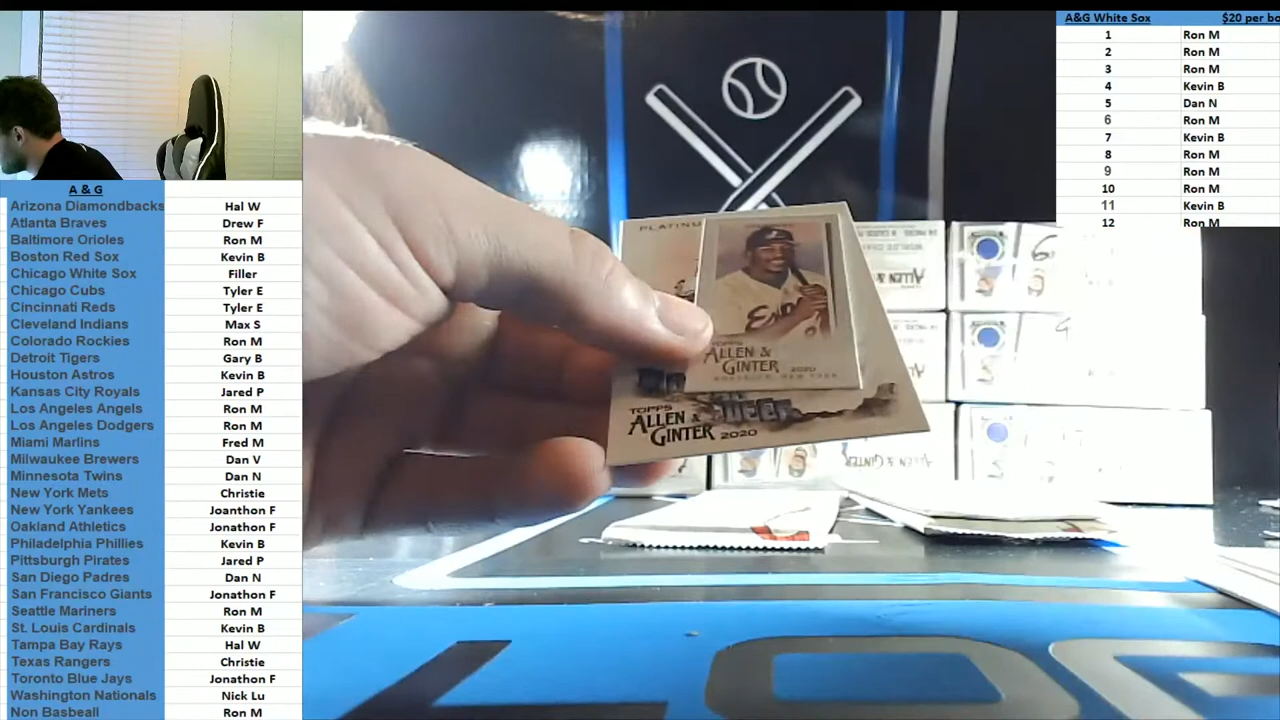 A & G
Arizona Diamondbacks Hal W
Atlanta Braves Drew F
Baltimore Orioles Ron M
Boston Red Sox Kevin B
Chicago White Sox Filler
Chicago Cubs Tyler E
Cincinnati Reds Tyler E
Cleveland Indians Max S
Colorado Rockies Ron M
Detroit Tigers Gary B
Houston Astros Kevin B
Kansas City Royals Jared P
Los Angeles Angels Ron M
Los Angeles Dodgers Ron M
Miami Marlins Fred M
Milwaukee Brewers Dan V
Minnesota Twins Dan N
New York Mets Christie
New York Yankees Joanthon F
Oakland Athletics Jonathon F
Philadelphia Phillies Kevin B
Pittsburgh Pirates Jared P
San Diego Padres Dan N
San Francisco Giants Jonathon F
Seattle Mariners Ron M
St. Louis Cardinals Kevin B
Tampa Bay Rays Hal W
Texas Rangers Christie
Toronto Blue Jays Jonathon F
Washington Nationals Nick Lu
Non Basbeall Ron M
A&G White Sox $20 per bo
1 Ron M
2 Ron M
3 Ron M
4 Kevin B
5 Dan N
6 Ron M
7 Kevin B
8 Ron M
9 Ron M
10 Ron M
11 Kevin B
12 Ron M
PLATINU
TOPPS
ALLEN &
GINTER 2020
TOPPS
ALLEN &
GINTER 2020
ALLEN & GINTER